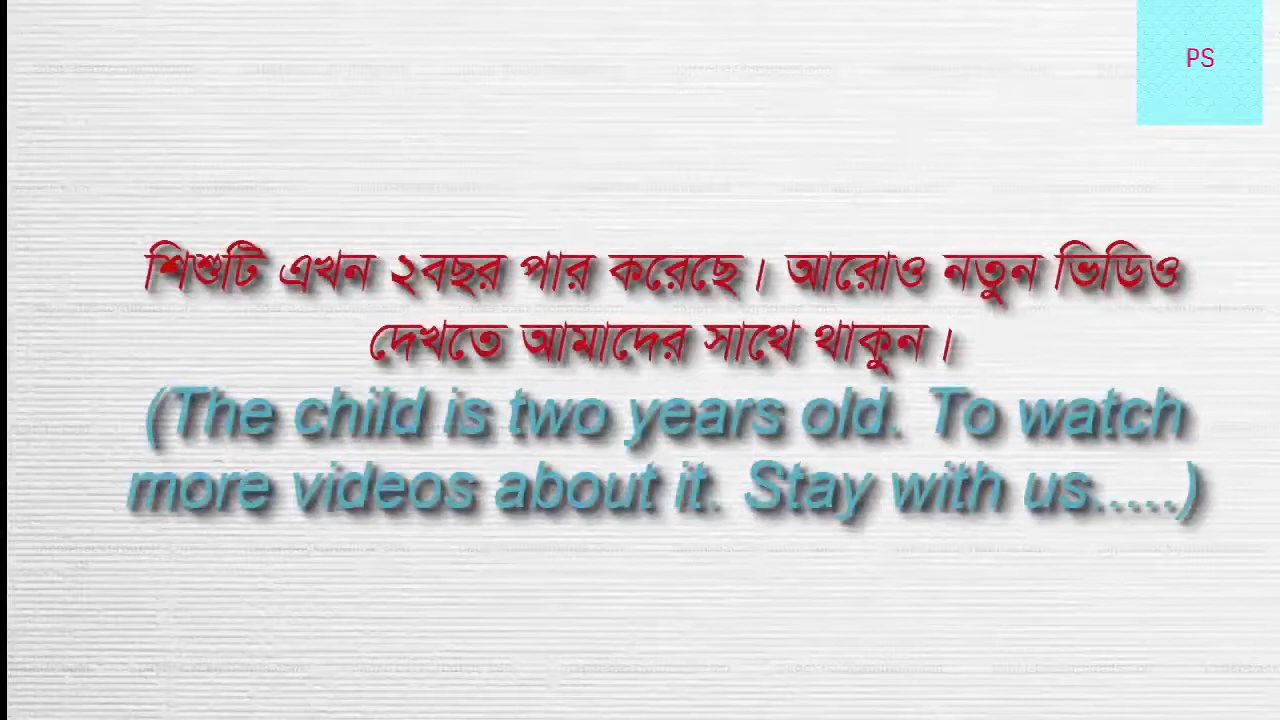 PS
শিশুটি এখন ২বছর পার করেছে। আরোও নতুন ভিডিও
দেখতে আমাদের সাথে থাকুন।
(The child is two years old. To watch
more videos about it. Stay with us.....)